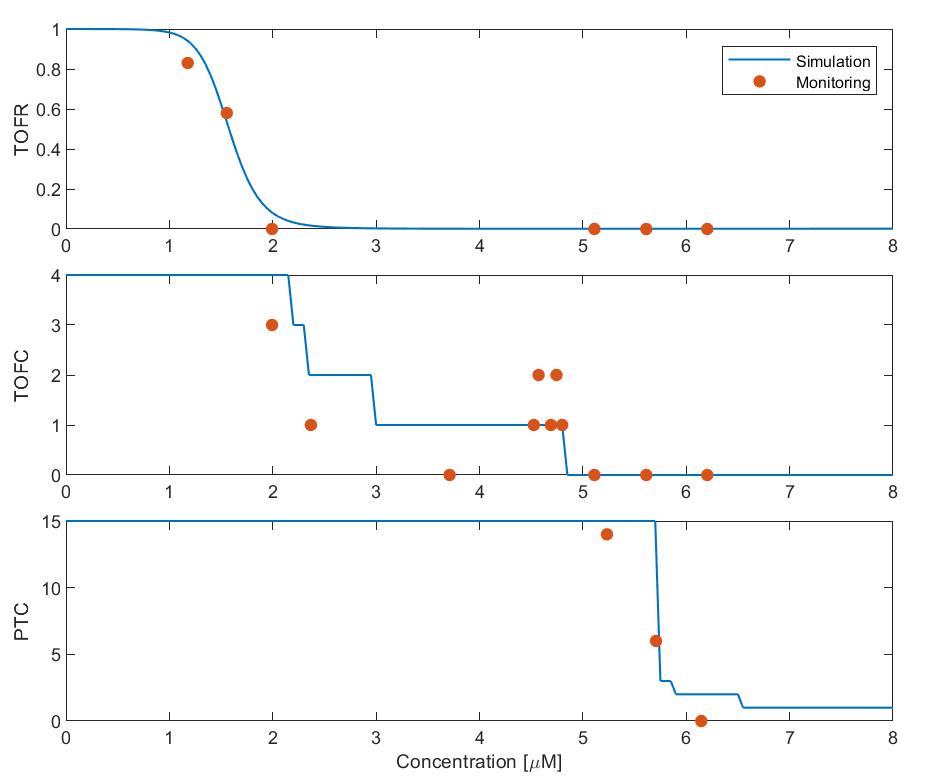 1
0.8
0.6
0.4
0.2
0
TOFR
Simulation
Monitoring
0 1 2 3 4 5 6 7 8
4
3
2
1
0
TOFC
0 1 2 3 4 5 6 7 8
15
10
5
0
PTC
0 1 2 3 4 5 6 7 8
Concentration [μM]